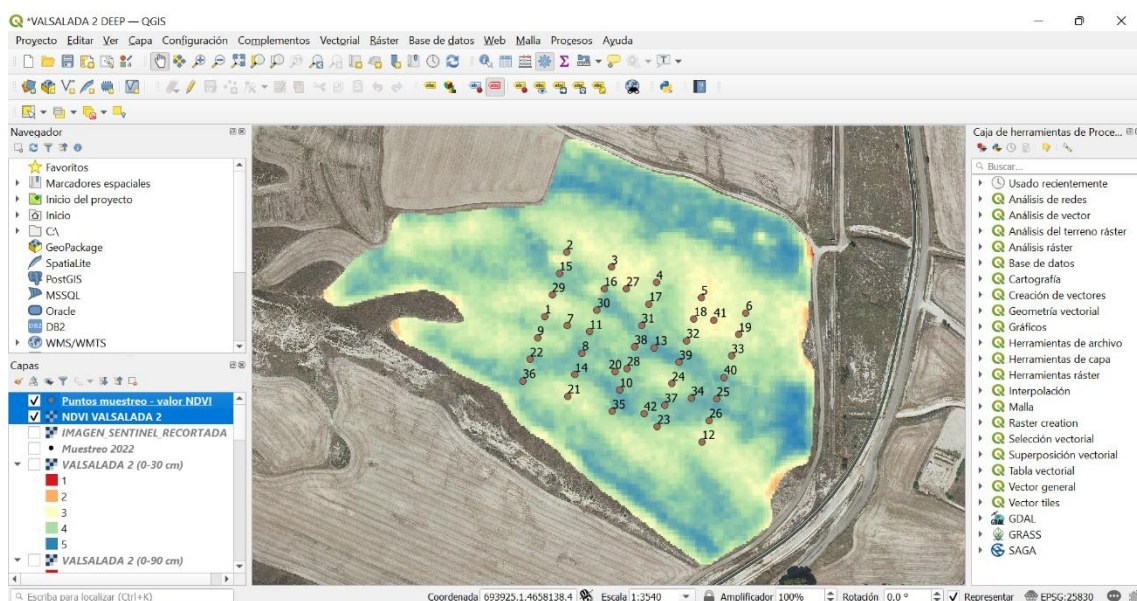 *VALSALADA 2 DEEP — QGIS
Proyecto Editar Ver Capa Configuración Complementos Vectorial Ráster Base de datos Web Malla Procesos Ayuda
Navegador
Favoritos
Marcadores espaciales
Inicio del proyecto
Inicio
C:\
GeoPackage
SpatiaLite
PostGIS
MSSQL
Oracle
DB2
WMS/WMTS
Capas
Puntos muestreo - valor NDVI
NDVI VALSALADA 2
IMAGEN_SENTINEL_RECORTADA
Muestreo 2022
VALSALADA 2 (0-30 cm)
1
2
3
4
5
VALSALADA 2 (0-90 cm)
2
3
15
4
16 27
29
5
17
30
6
1
18 41
7
31
11
19
9
32
38 13
8
33
22
39
20 28
14
40
36
24
10
21
34 25
37
35
42
26
23
12
Caja de herramientas de Proce...
Buscar...
Usado recientemente
Análisis de redes
Análisis de vector
Análisis del terreno ráster
Análisis ráster
Base de datos
Cartografía
Creación de vectores
Geometría vectorial
Gráficos
Herramientas de archivo
Herramientas de capa
Herramientas ráster
Interpolación
Malla
Raster creation
Selección vectorial
Superposición vectorial
Tabla vectorial
Vector general
Vector tiles
GDAL
GRASS
SAGA
Escriba para localizar (Ctrl+K)
Coordenada 693925.1,4658138.4 Escala 1:3540 Amplificador 100% Rotación 0,0 ° Representar EPSG:25830